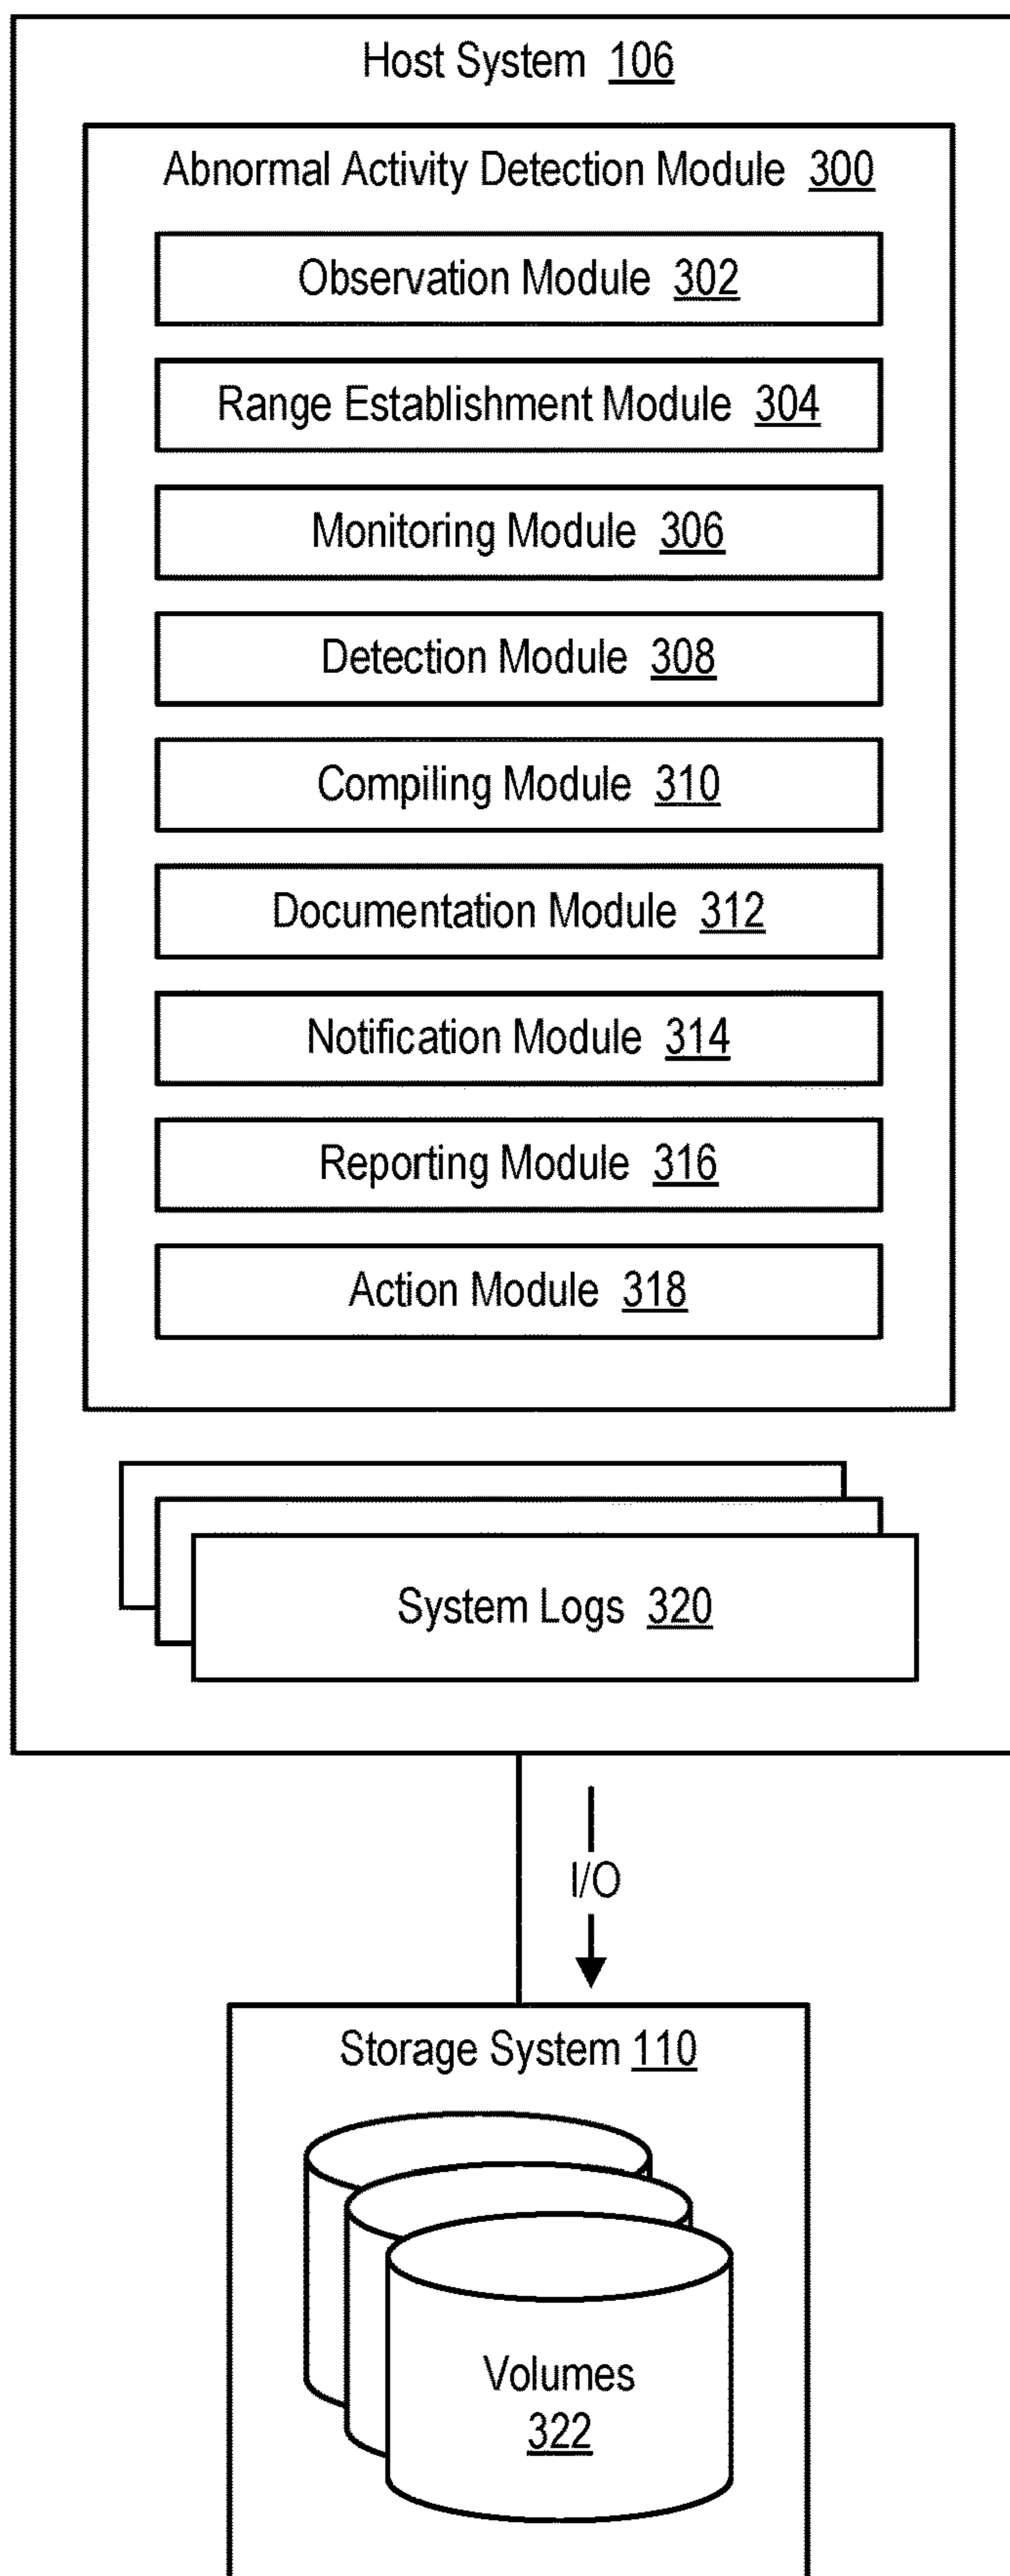 Host System 106
Abnormal Activity Detection Module 300
Observation Module 302
Range Establishment Module 304
Monitoring Module 306
Detection Module 308
Compiling Module 310
Documentation Module 312
Notification Module 314
Reporting Module 316
Action Module 318
System Logs 320
I/O
Storage System 110
Volumes
322